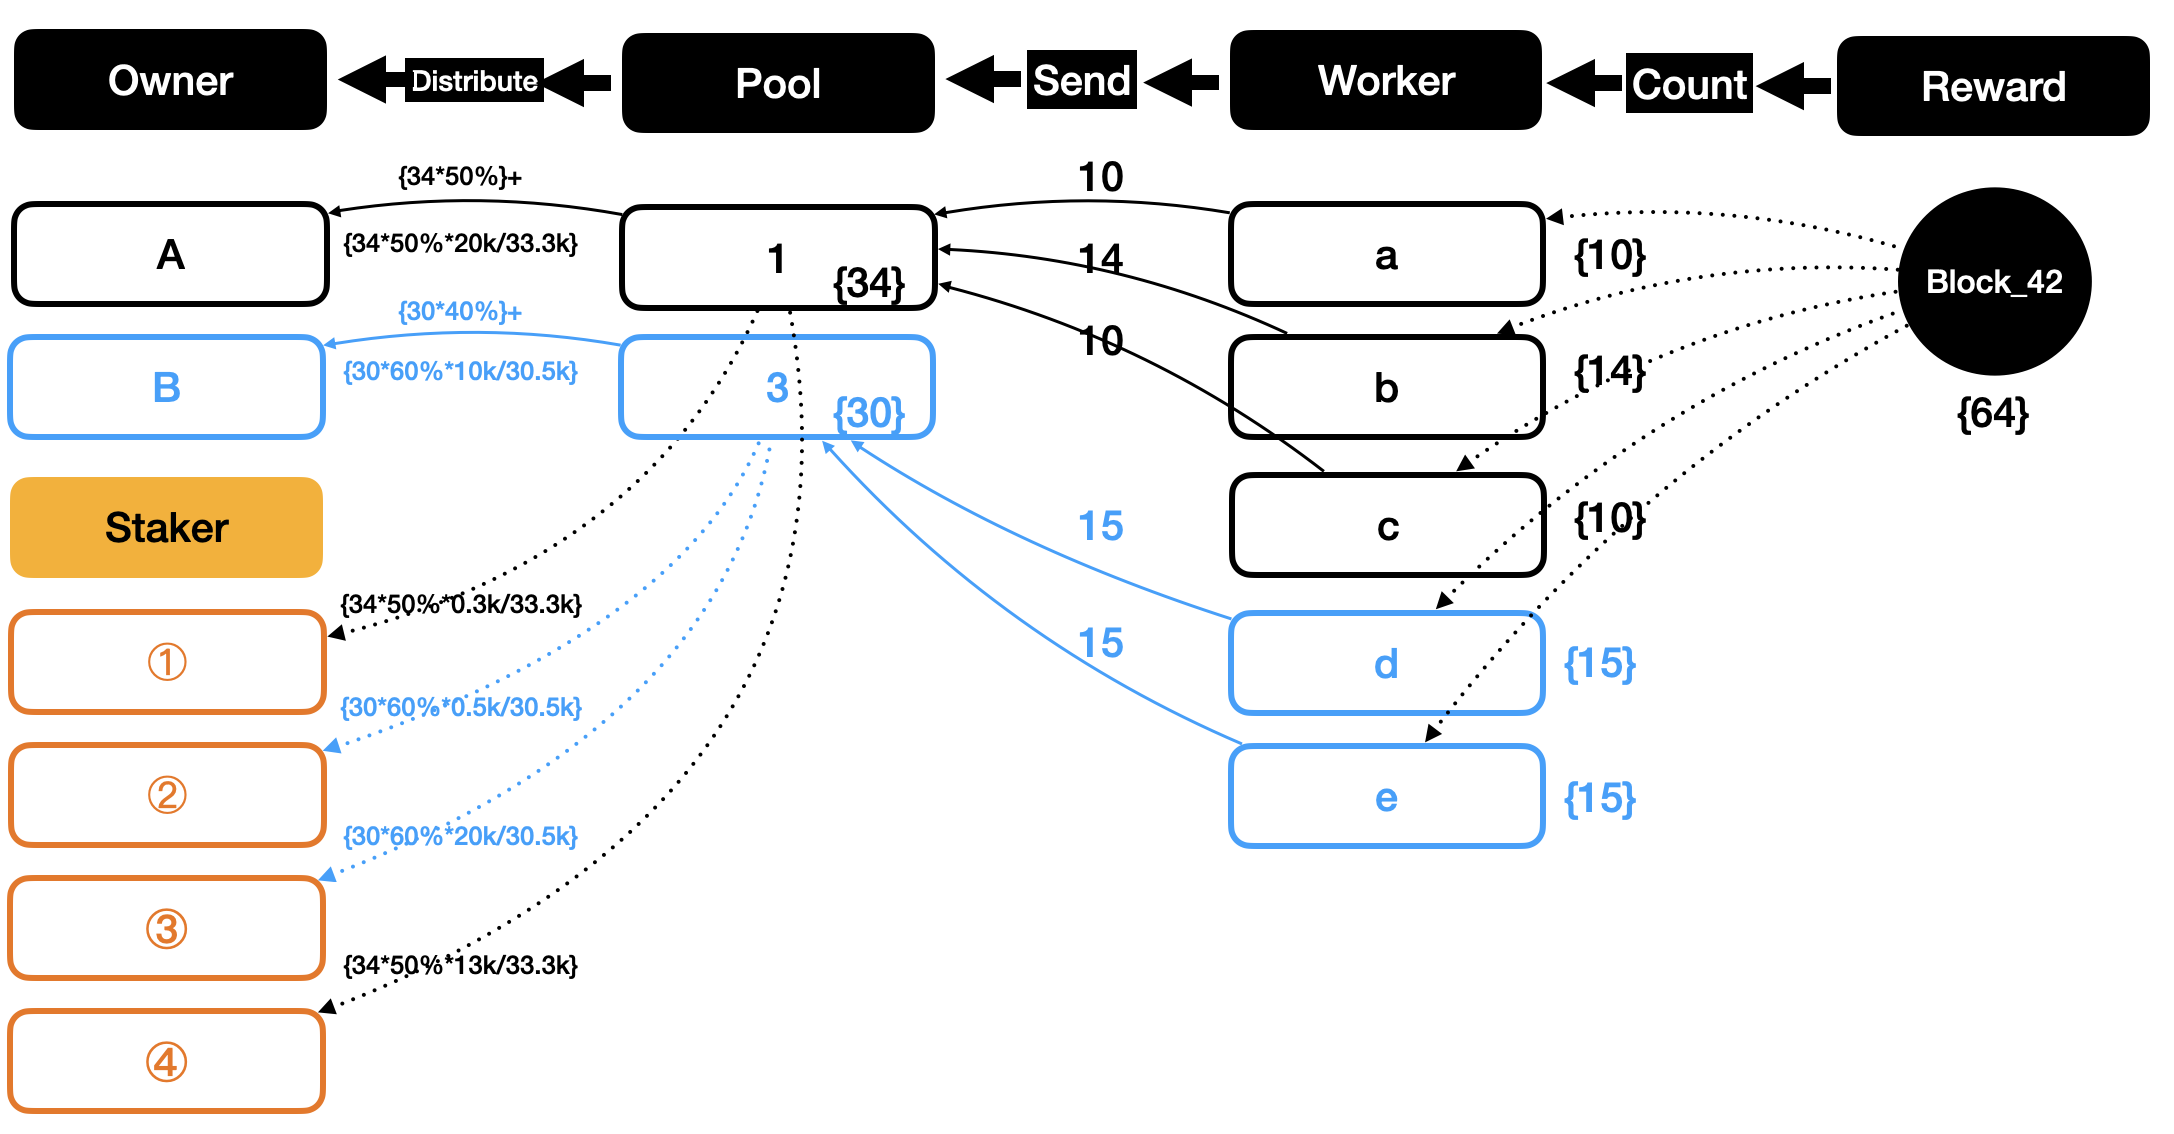 Owner
Distribute
Pool
Send
Worker
Count
Reward
{34*50%}+
A
{34*50%*20k/33.3k}
1
{34}
10
14
10
a
{10}
Block_42
{64}
{30*40%}+
B
{30*60%*10k/30.5k}
3
{30}
b
{14}
Staker
15
c
{10}
{34*50%*0.3k/33.3k}
①
15
d
{15}
{30*60%*0.5k/30.5k}
②
e
{15}
{30*60%*20k/30.5k}
③
{34*50%*13k/33.3k}
④